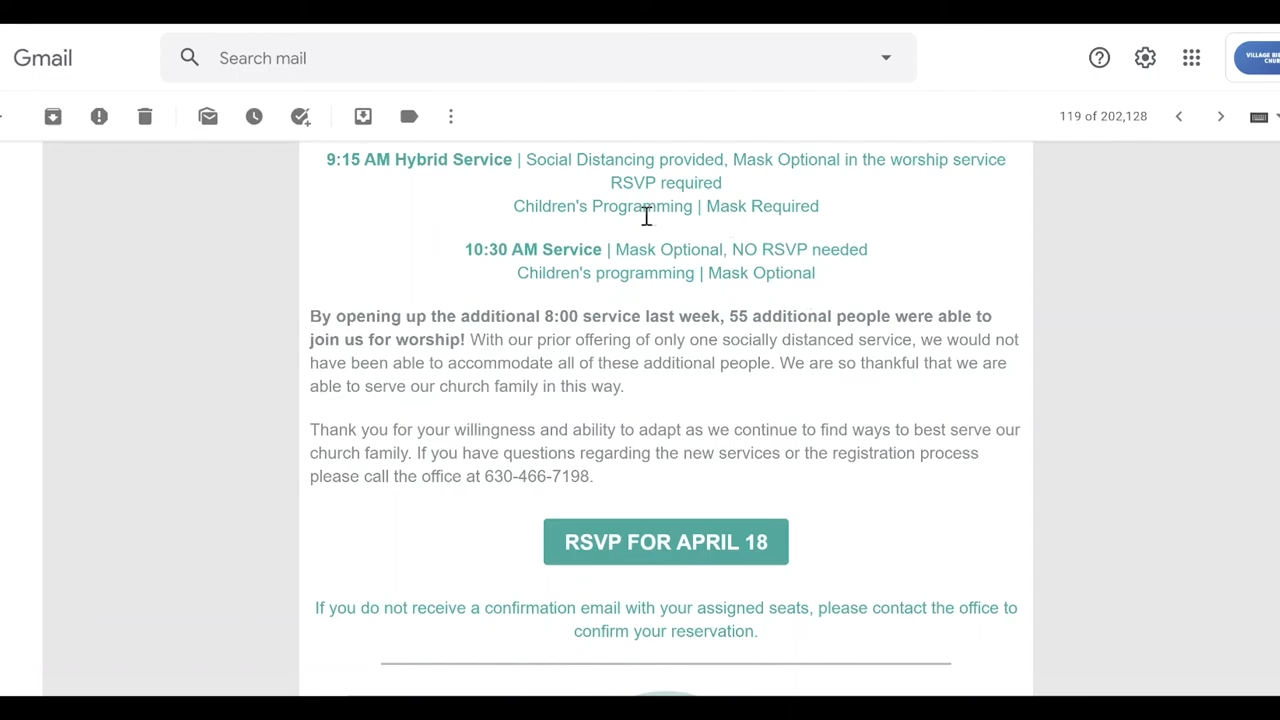 Gmail
Search mail
VILLAGE BI
CHUR
119 of 202,128
9:15 AM Hybrid Service | Social Distancing provided, Mask Optional in the worship service
RSVP required
Children's Programming | Mask Required
10:30 AM Service | Mask Optional, NO RSVP needed
Children's programming | Mask Optional
By opening up the additional 8:00 service last week, 55 additional people were able to
join us for worship! With our prior offering of only one socially distanced service, we would not
have been able to accommodate all of these additional people. We are so thankful that we are
able to serve our church family in this way.
Thank you for your willingness and ability to adapt as we continue to find ways to best serve our
church family. If you have questions regarding the new services or the registration process
please call the office at 630-466-7198.
RSVP FOR APRIL 18
If you do not receive a confirmation email with your assigned seats, please contact the office to
confirm your reservation.